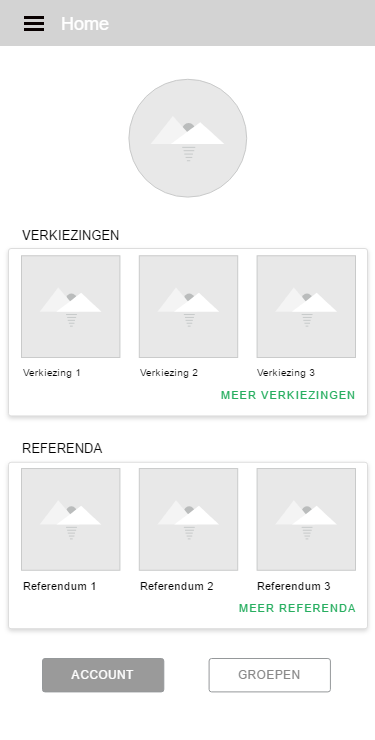 Home
VERKIEZINGEN
Verkiezing 1 Verkiezing 2 Verkiezing 3
MEER VERKIEZINGEN
REFERENDA
Referendum 1 Referendum 2 Referendum 3
MEER REFERENDA
ACCOUNT GROEPEN